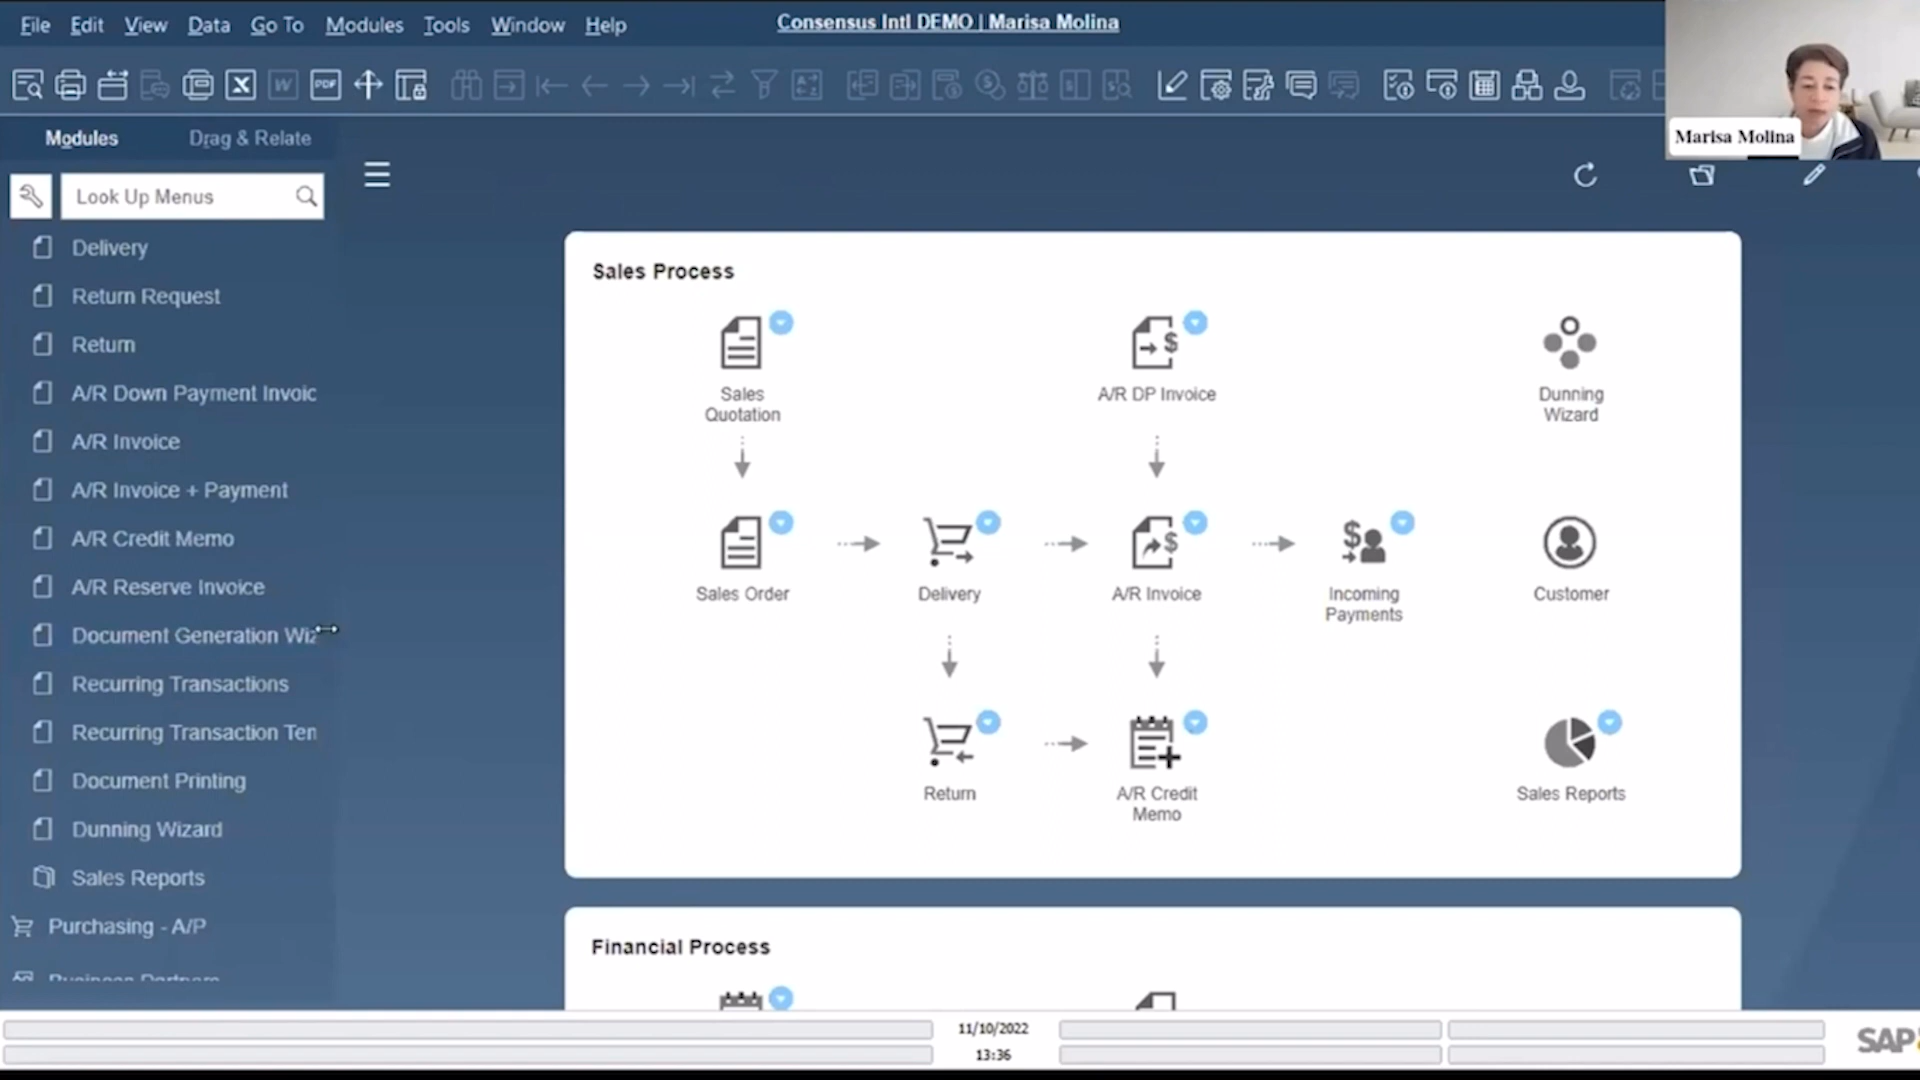 File Edit View Data Go To Modules Tools Window Help
Consensus Intl DEMO | Marisa Molina
Marisa Molina
Modules Drag & Relate
Look Up Menus
Delivery
Return Request
Return
A/R Down Payment Invoic
A/R Invoice
A/R Invoice + Payment
A/R Credit Memo
A/R Reserve Invoice
Document Generation Wiz
Recurring Transactions
Recurring Transaction Tem
Document Printing
Dunning Wizard
Sales Reports
Purchasing - A/P
Business Partners
Sales Process
Sales
Quotation
A/R DP Invoice
Dunning
Wizard
Sales Order
Delivery
A/R Invoice
Incoming
Payments
Customer
Return
A/R Credit
Memo
Sales Reports
Financial Process
11/10/2022
13:36
SAP